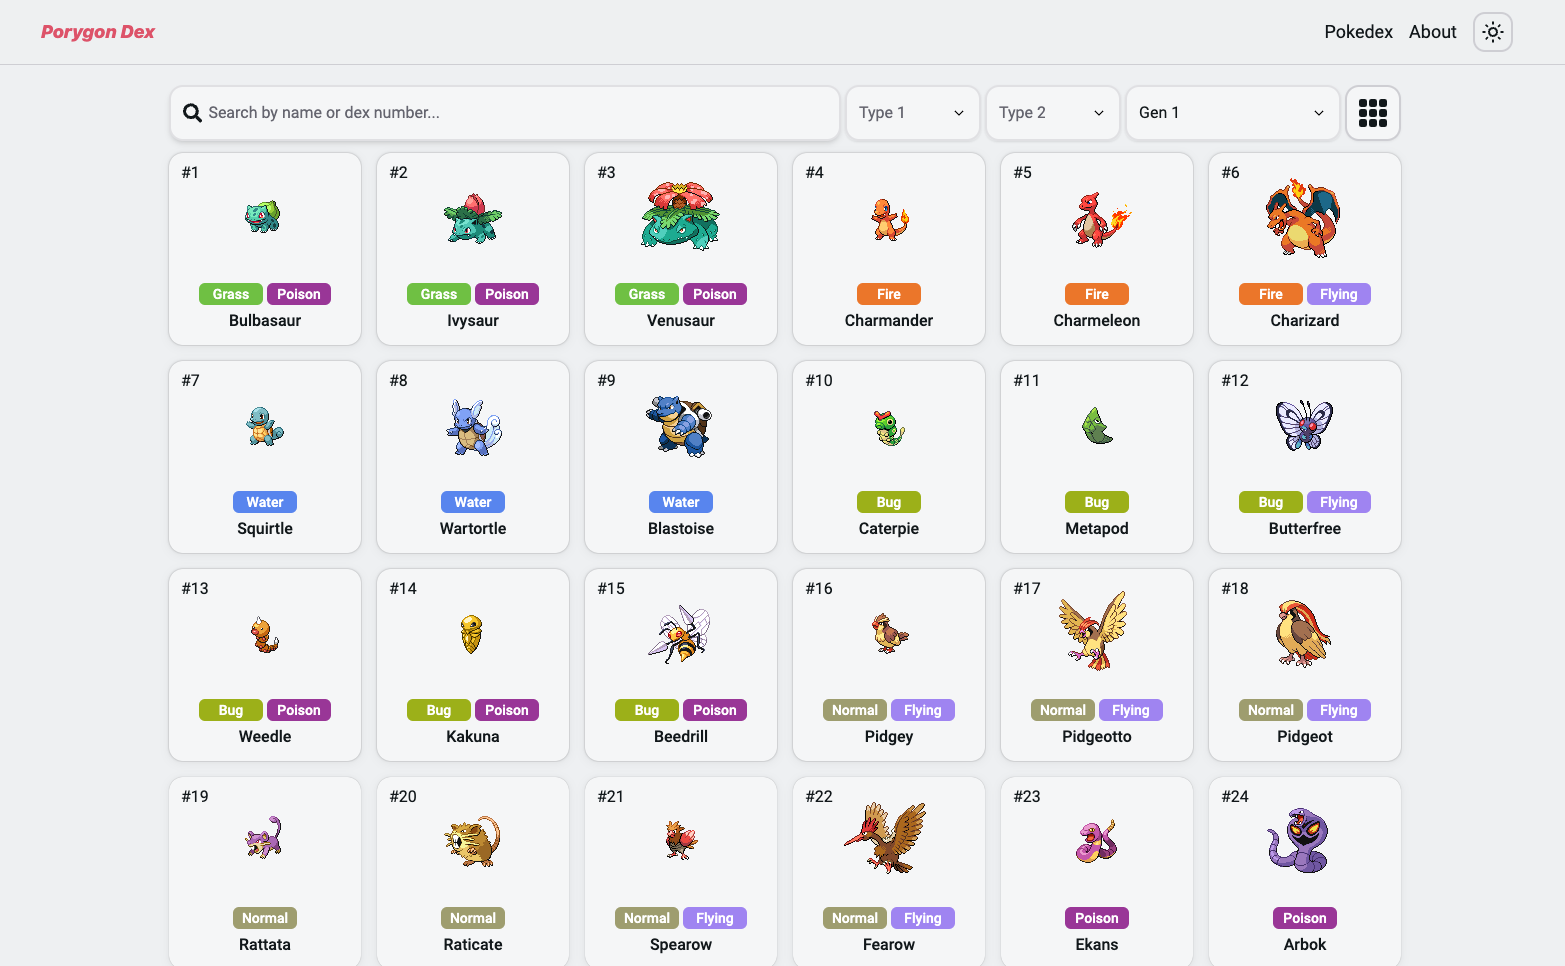 Porygon Dex
Pokedex About
Search by name or dex number...
Type 1
Type 2
Gen 1
#1
Grass Poison
Bulbasaur
#2
Grass Poison
Ivysaur
#3
Grass Poison
Venusaur
#4
Fire
Charmander
#5
Fire
Charmeleon
#6
Fire Flying
Charizard
#7
Water
Squirtle
#8
Water
Wartortle
#9
Water
Blastoise
#10
Bug
Caterpie
#11
Bug
Metapod
#12
Bug Flying
Butterfree
#13
Bug Poison
Weedle
#14
Bug Poison
Kakuna
#15
Bug Poison
Beedrill
#16
Normal Flying
Pidgey
#17
Normal Flying
Pidgeotto
#18
Normal Flying
Pidgeot
#19
Normal
Rattata
#20
Normal
Raticate
#21
Normal Flying
Spearow
#22
Normal Flying
Fearow
#23
Poison
Ekans
#24
Poison
Arbok